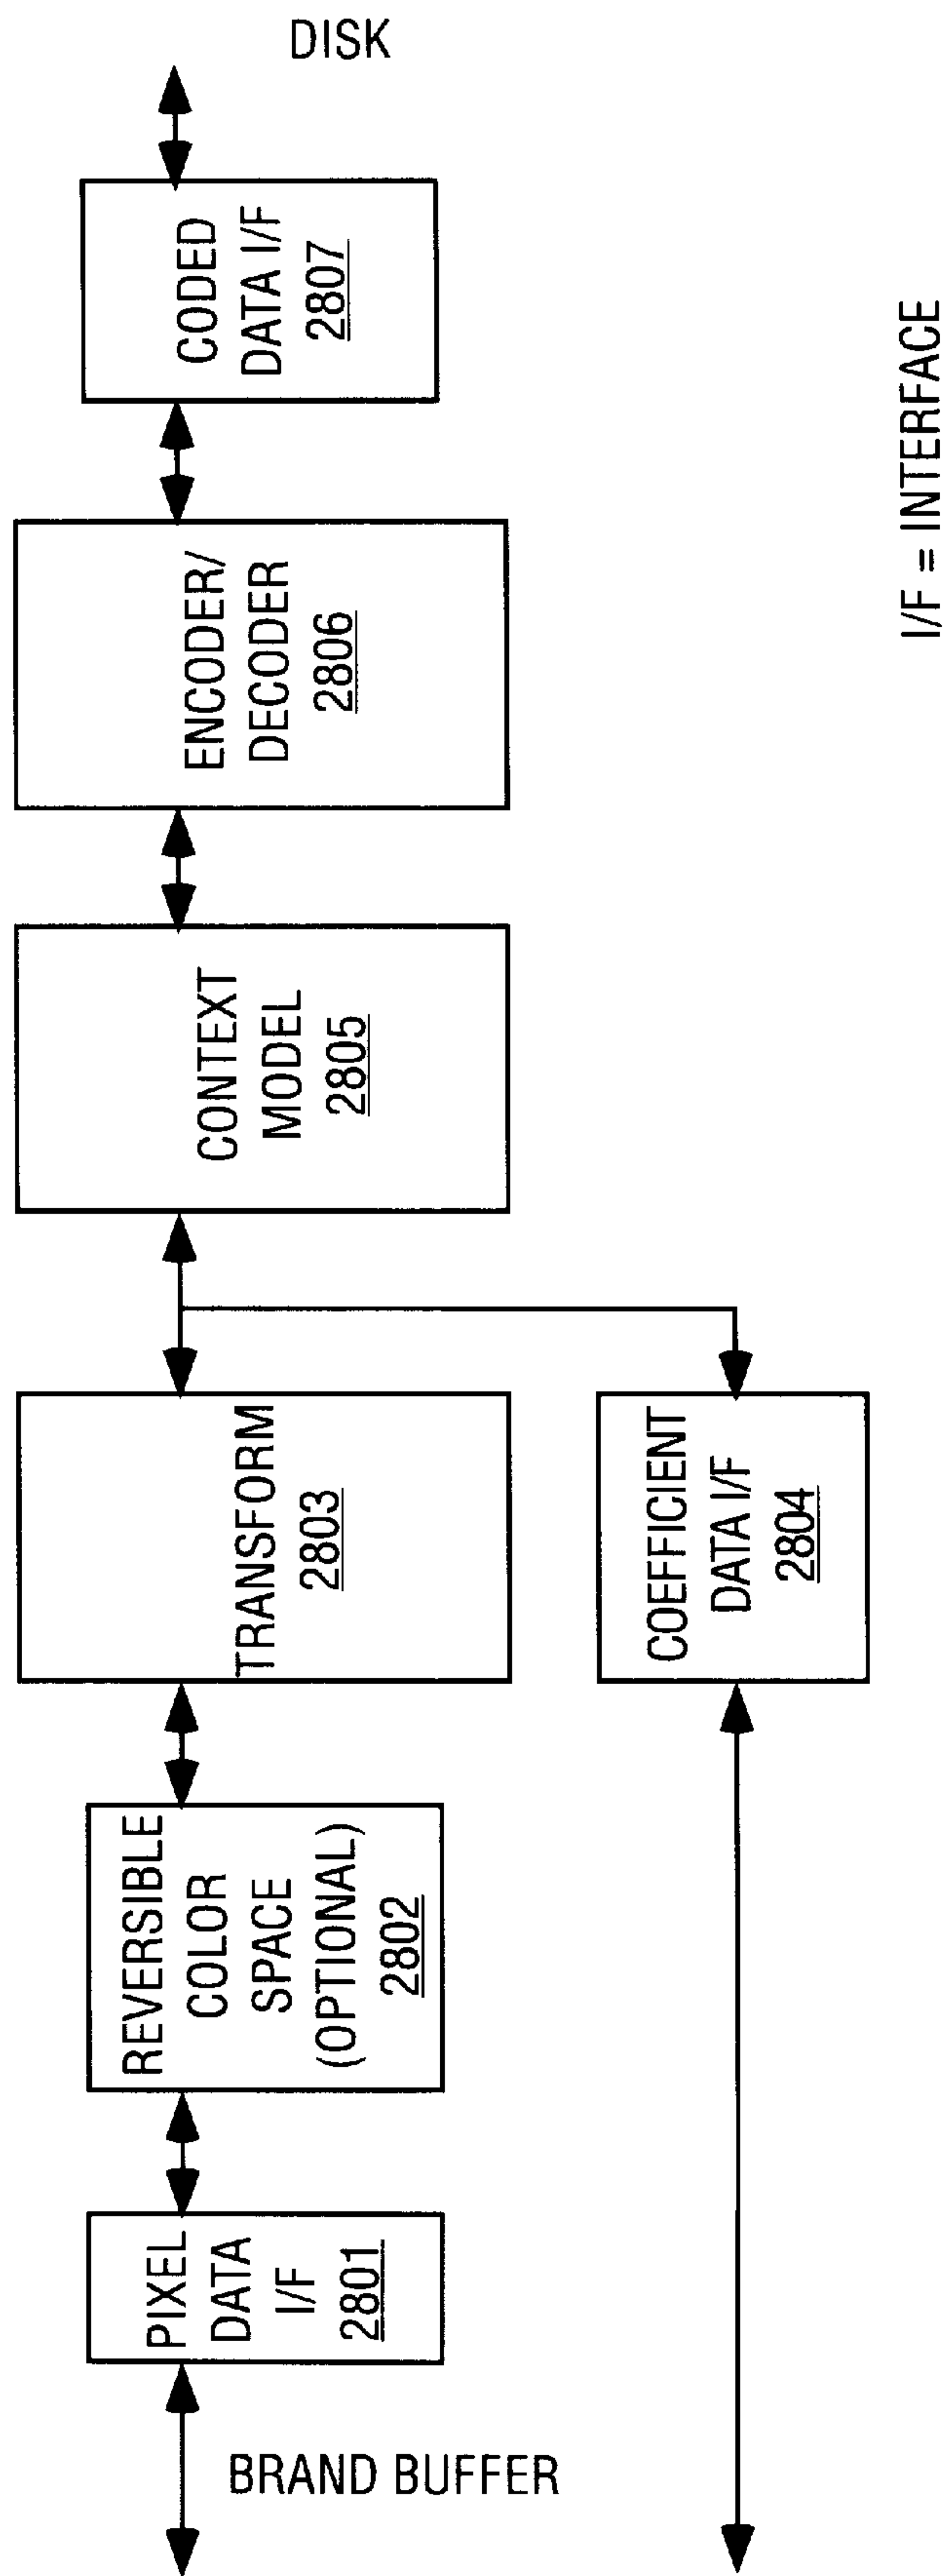 BRAND BUFFER
PIXEL
DATA
I/F
2801
REVERSIBLE
COLOR
SPACE
(OPTIONAL)
2802
TRANSFORM
2803
COEFFICIENT
DATA I/F
2804
CONTEXT
MODEL
2805
ENCODER/
DECODER
2806
CODED
DATA I/F
2807
DISK
I/F = INTERFACE